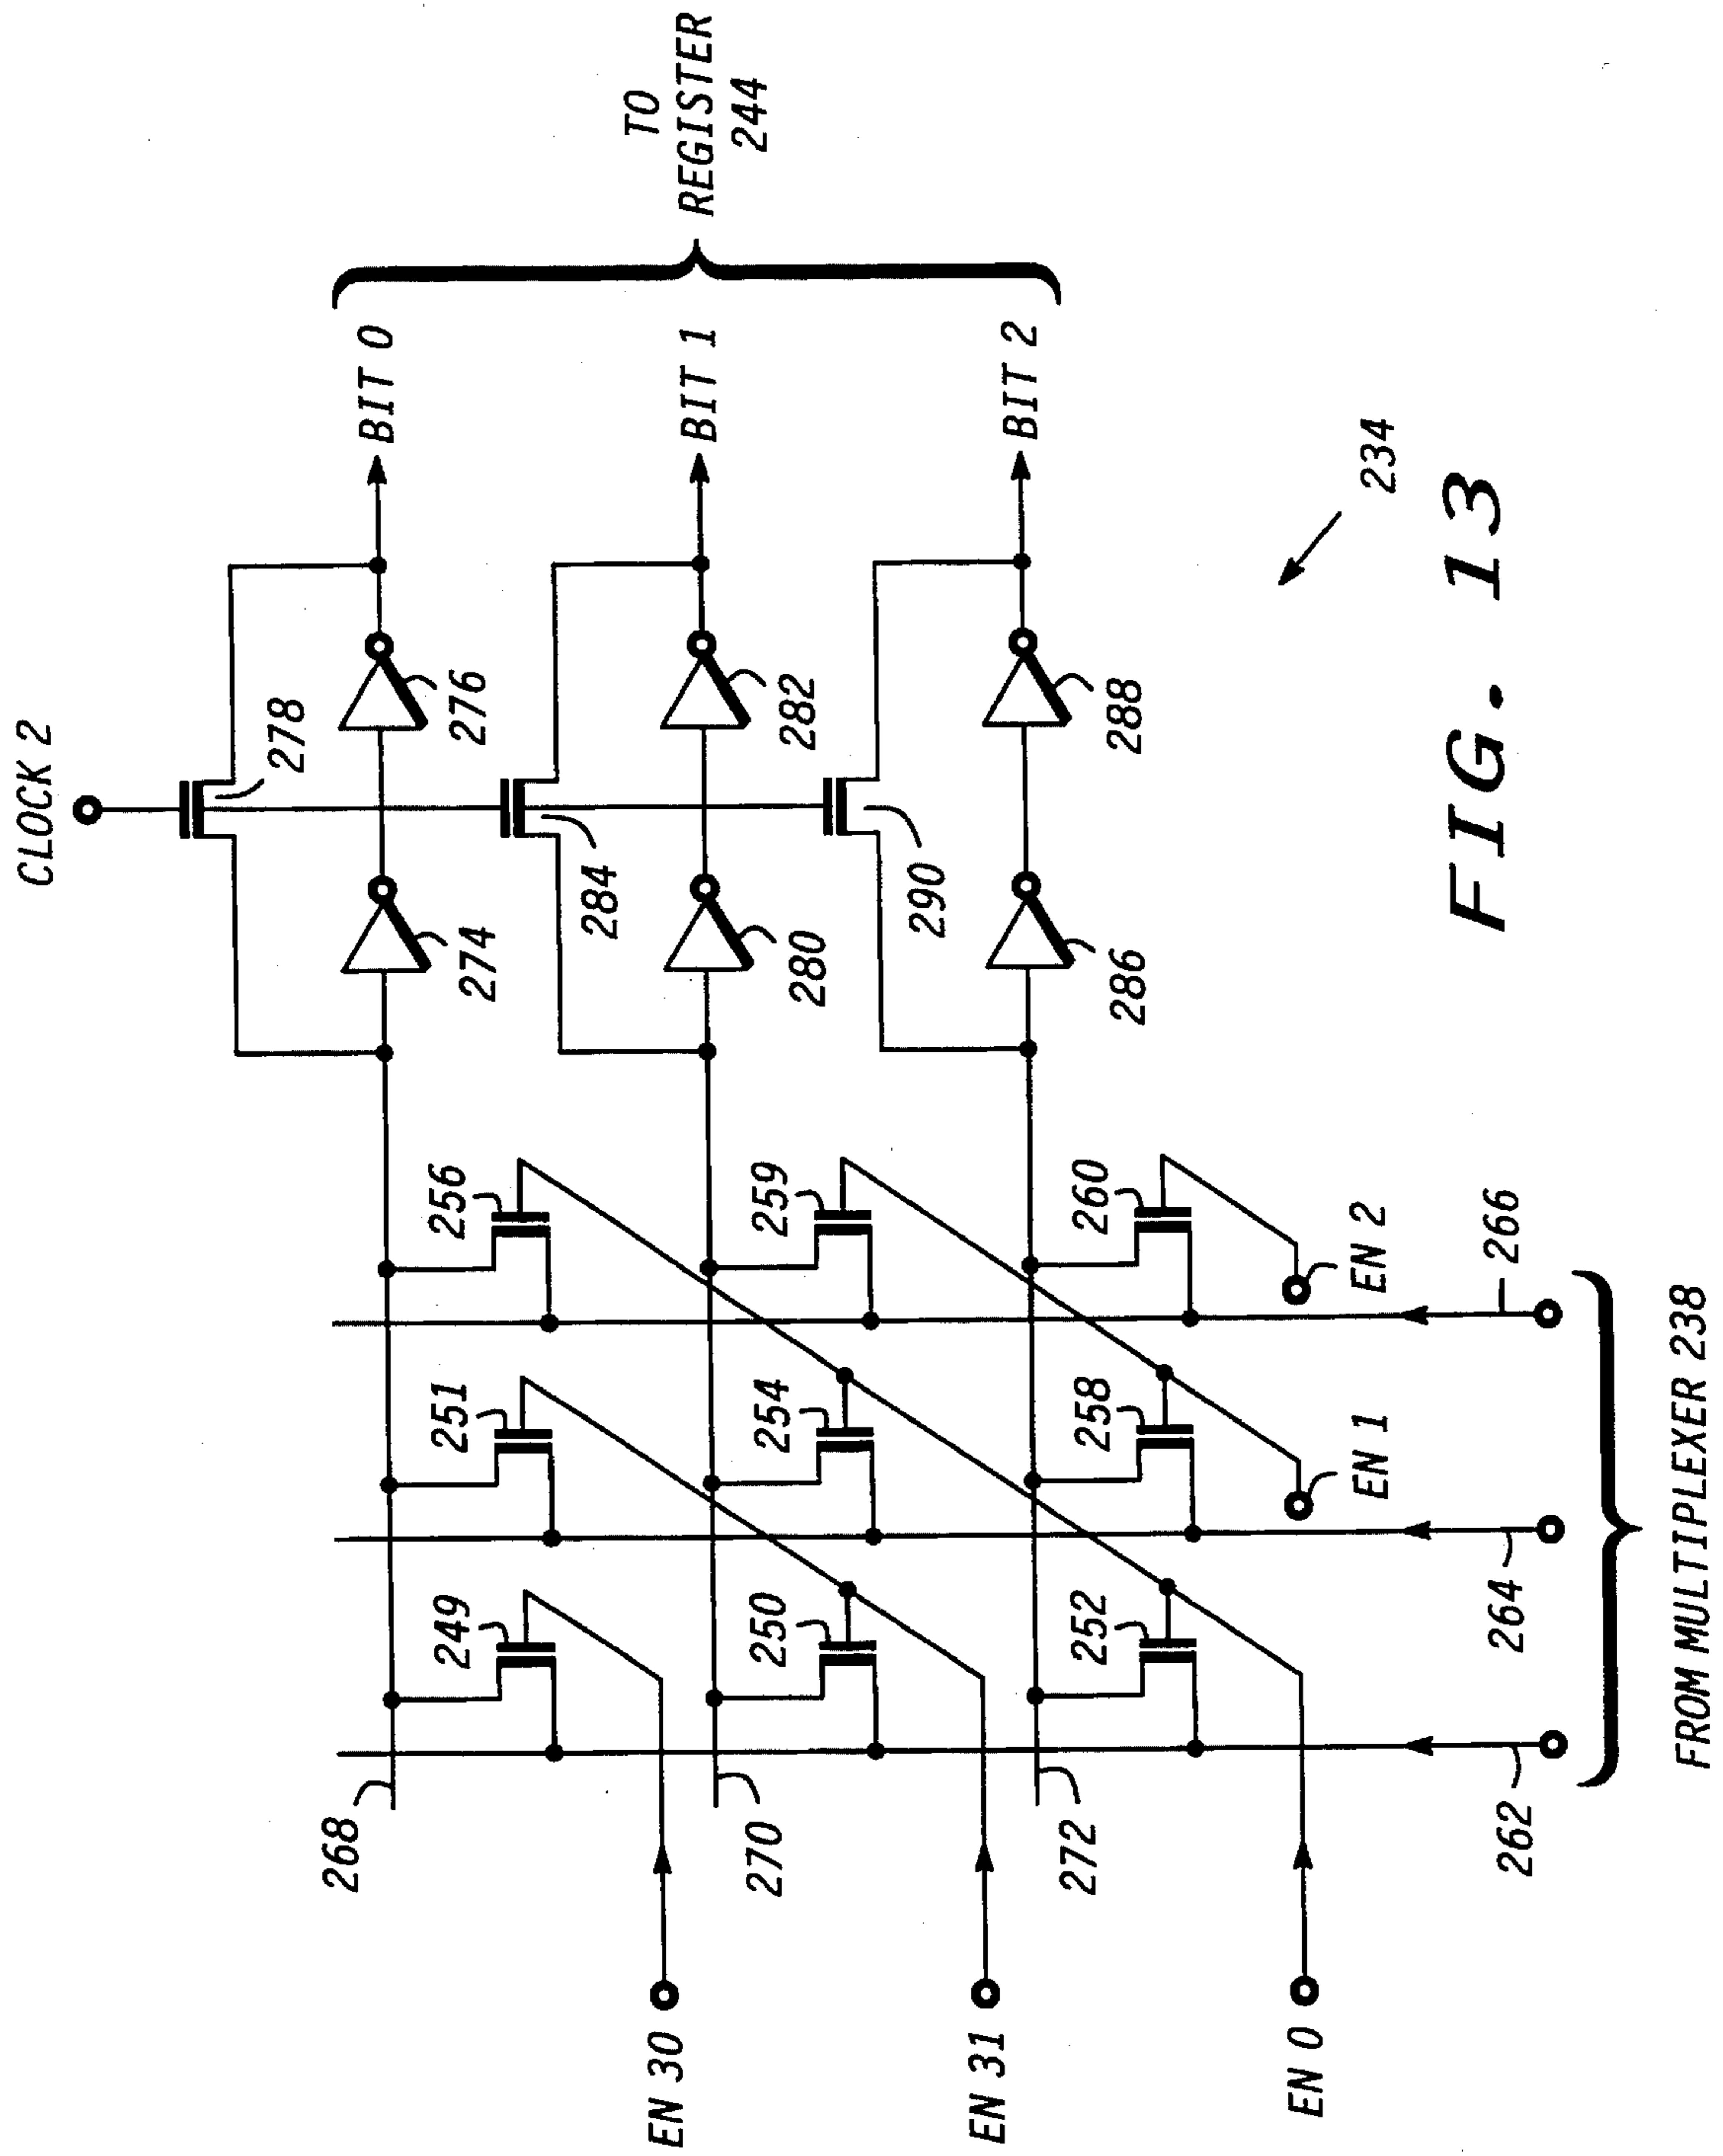 CLOCK 2
278
BIT 0
274
276
284
BIT 1
280
282
290
BIT 2
286
288
TO
REGISTER
244
268
249
251
256
EN 30
270
250
254
259
EN 31
272
252
258
260
EN 0
EN 1
EN 2
262
264
266
FROM MULTIPLEXER 238
234
FIG. 13